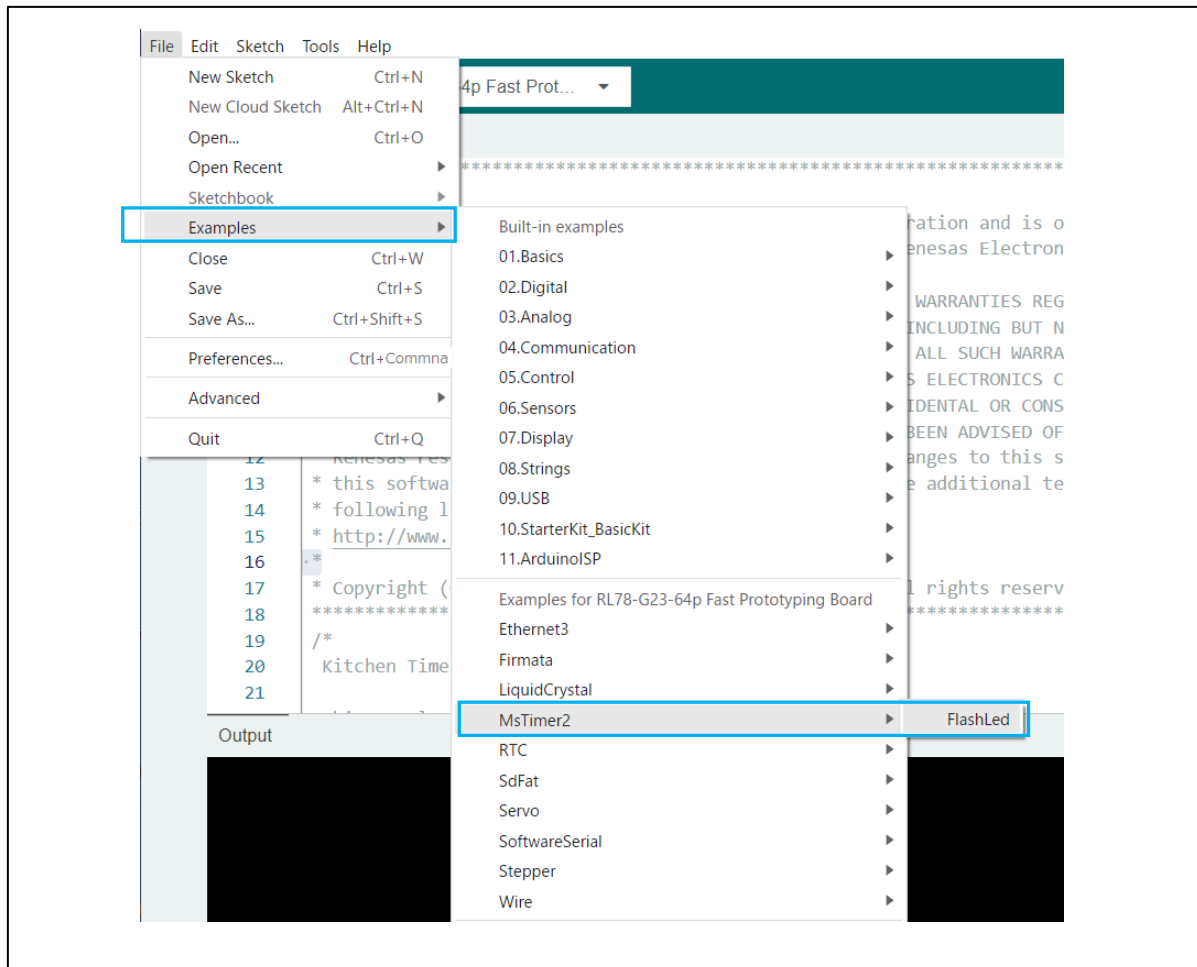 File Edit Sketch Tools Help
New Sketch Ctrl+N
New Cloud Sketch Alt+Ctrl+N
Open... Ctrl+O
Open Recent
Sketchbook
Examples
Close Ctrl+W
Save Ctrl+S
Save As... Ctrl+Shift+S
Preferences... Ctrl+Commna
Advanced
Quit Ctrl+Q
4p Fast Prot...
*****************************************************
Built-in examples
01.Basics
02.Digital
03.Analog
04.Communication
05.Control
06.Sensors
07.Display
08.Strings
09.USB
10.StarterKit_BasicKit
11.ArduinoISP
Examples for RL78-G23-64p Fast Prototyping Board
Ethernet3
Firmata
LiquidCrystal
MsTimer2
RTC
SdFat
Servo
SoftwareSerial
Stepper
Wire
FlashLed
ration and is o
enesas Electron
WARRANTIES REG
INCLUDING BUT N
ALL SUCH WARRA
S ELECTRONICS C
IDENTAL OR CONS
BEEN ADVISED OF
anges to this s
e additional te
l rights reserv
***************
12 Renesas res
13 * this softwa
14 * following l
15 * http://www.
16 *
17 * Copyright (
18 *************
19 /*
20 Kitchen Time
21
Output